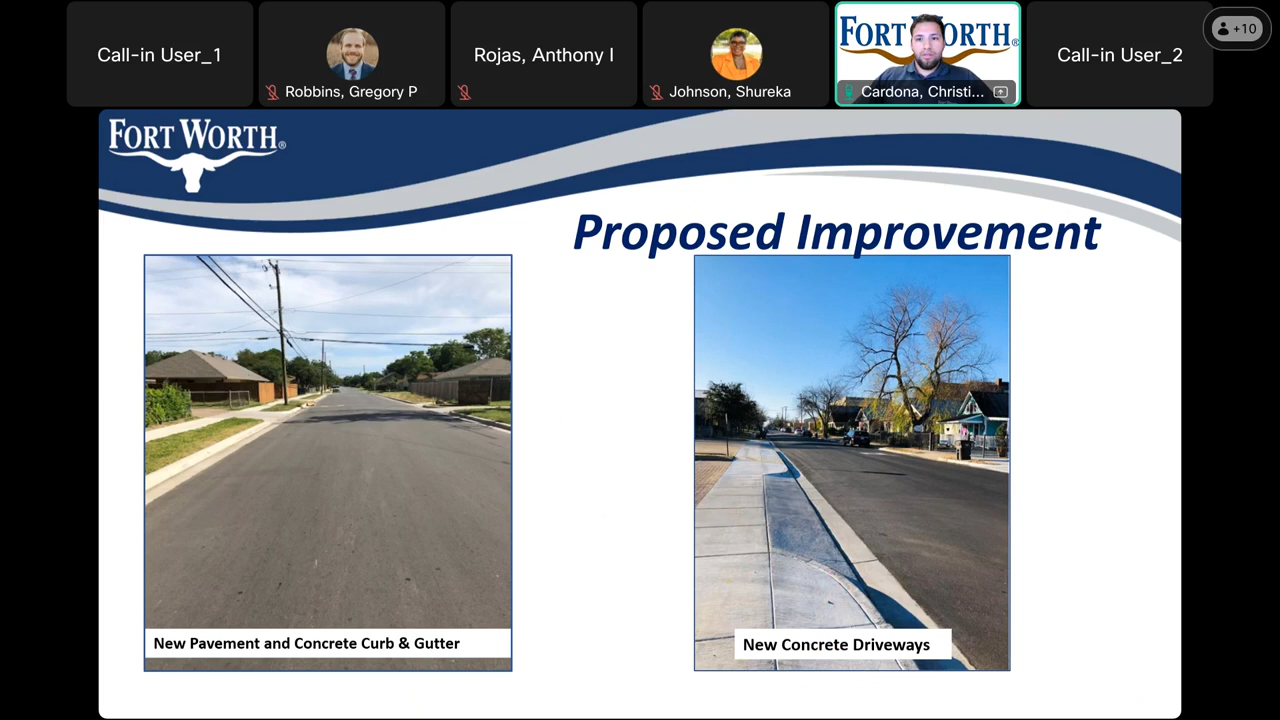 Call-in User_1
Robbins, Gregory P
Rojas, Anthony I
Johnson, Shureka
FORT WORTH®
Cardona, Christi...
Call-in User_2
+10
FORT WORTH®
Proposed Improvement
New Pavement and Concrete Curb & Gutter
New Concrete Driveways